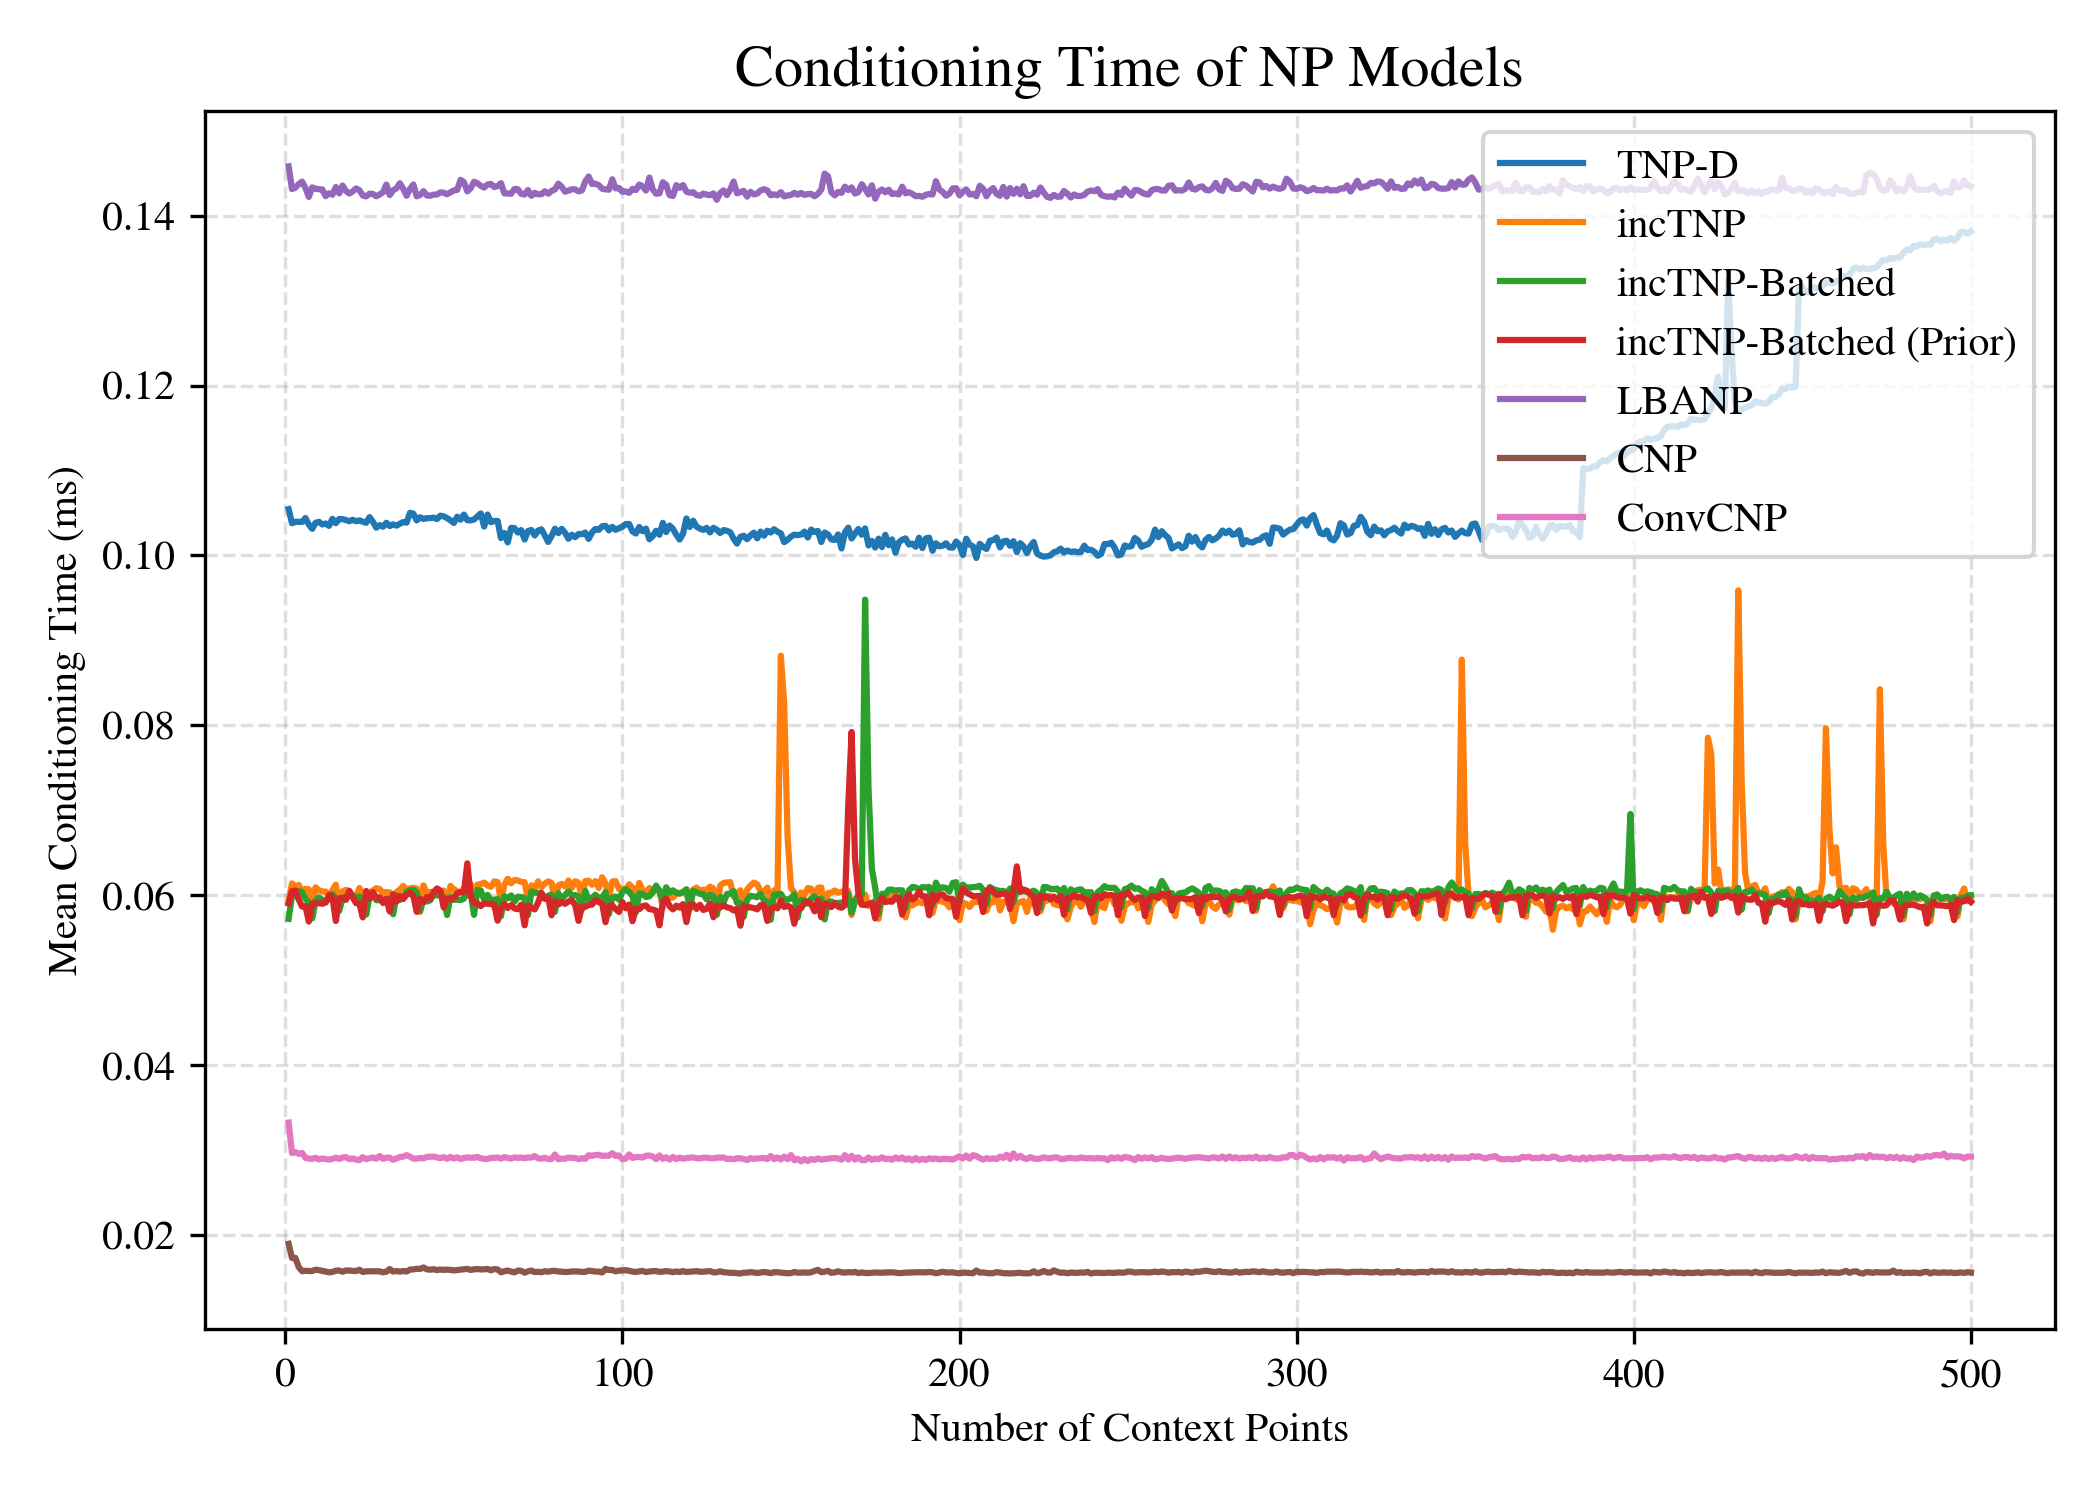 Conditioning Time of NP Models
Mean Conditioning Time (ms)
0.14
0.12
0.10
0.08
0.06
0.04
0.02
TNP-D
incTNP
incTNP-Batched
incTNP-Batched (Prior)
LBANP
CNP
ConvCNP
0 100 200 300 400 500
Number of Context Points